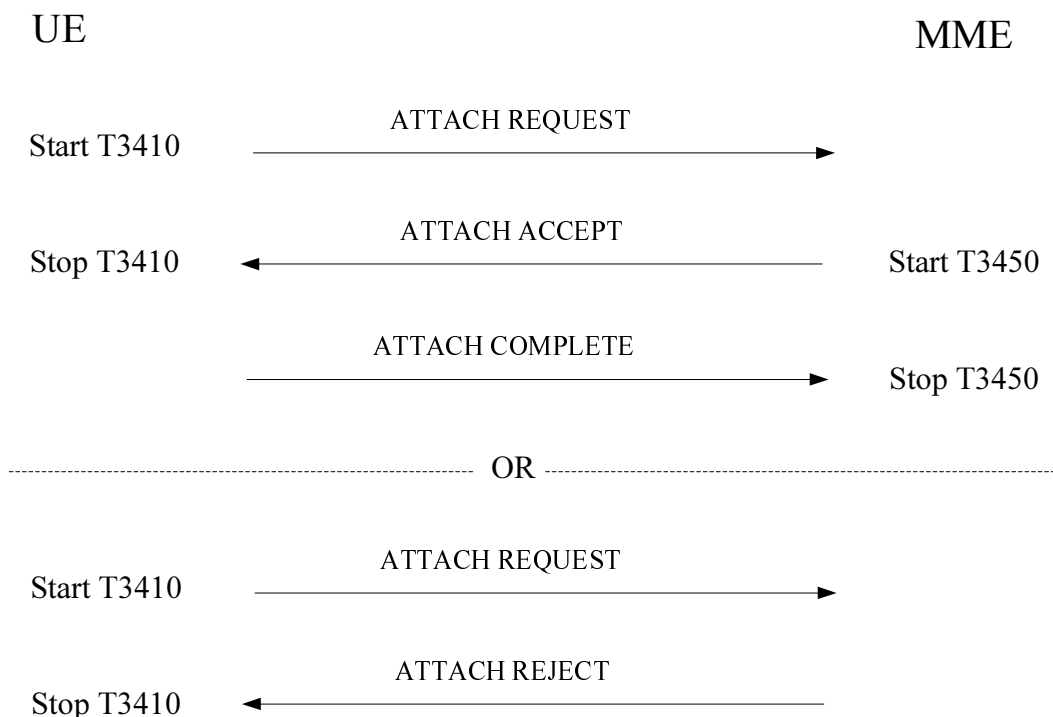 UE
MME
ATTACH REQUEST
Start T3410
ATTACH ACCEPT
Stop T3410
Start T3450
ATTACH COMPLETE
Stop T3450
OR
ATTACH REQUEST
Start T3410
ATTACH REJECT
Stop T3410